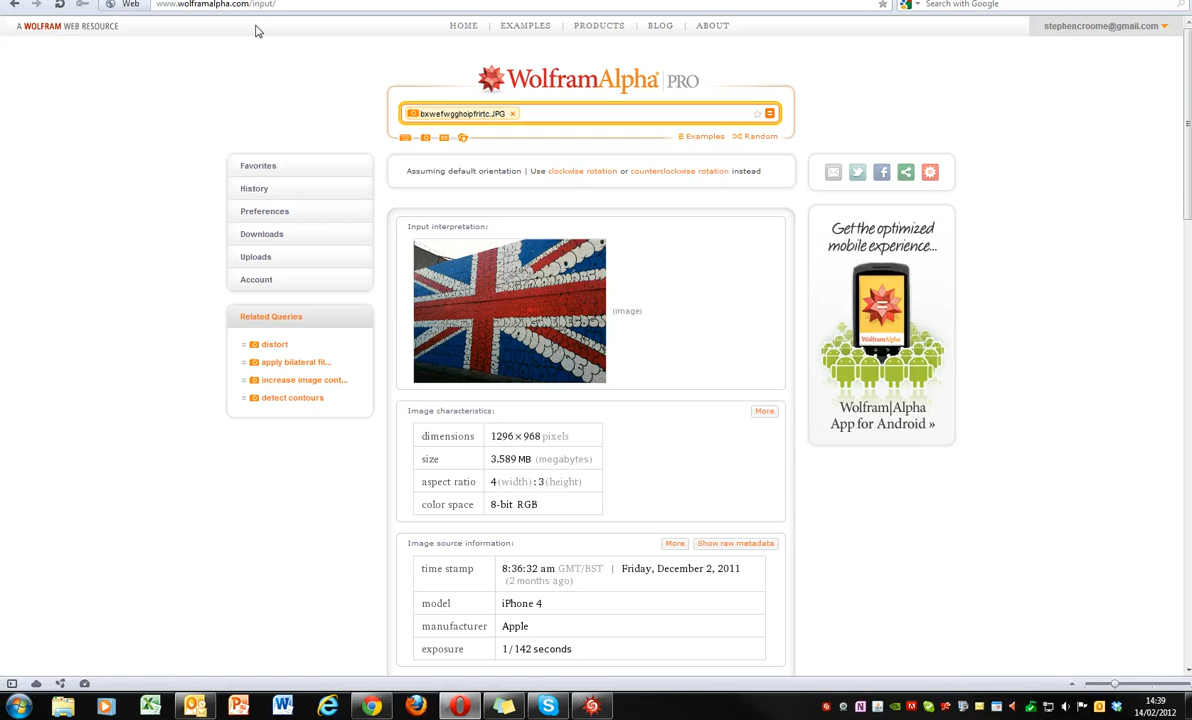 Web
www.wolframalpha.com/input/
Search with Google
A WOLFRAM WEB RESOURCE
HOME | EXAMPLES | PRODUCTS | BLOG | ABOUT
stephencroome@gmail.com
WolframAlpha PRO
bxwefwgghoipfrirtc.JPG ×
Examples Random
Assuming default orientation | Use clockwise rotation or counterclockwise rotation instead
Favorites
History
Preferences
Downloads
Uploads
Account
Related Queries
= distort
= apply bilateral fil...
= increase image cont...
= detect contours
Input interpretation:
(image)
Image characteristics:
More
dimensions 1296×968 pixels
size 3.589 MB (megabytes)
aspect ratio 4 (width) : 3 (height)
color space 8-bit RGB
Image source information:
More Show raw metadata
time stamp 8:36:32 am GMT/BST | Friday, December 2, 2011
(2 months ago)
model iPhone 4
manufacturer Apple
exposure 1/142 seconds
Get the optimized
mobile experience...
WolframAlpha
Wolfram|Alpha
App for Android »
14:39
14/02/2012